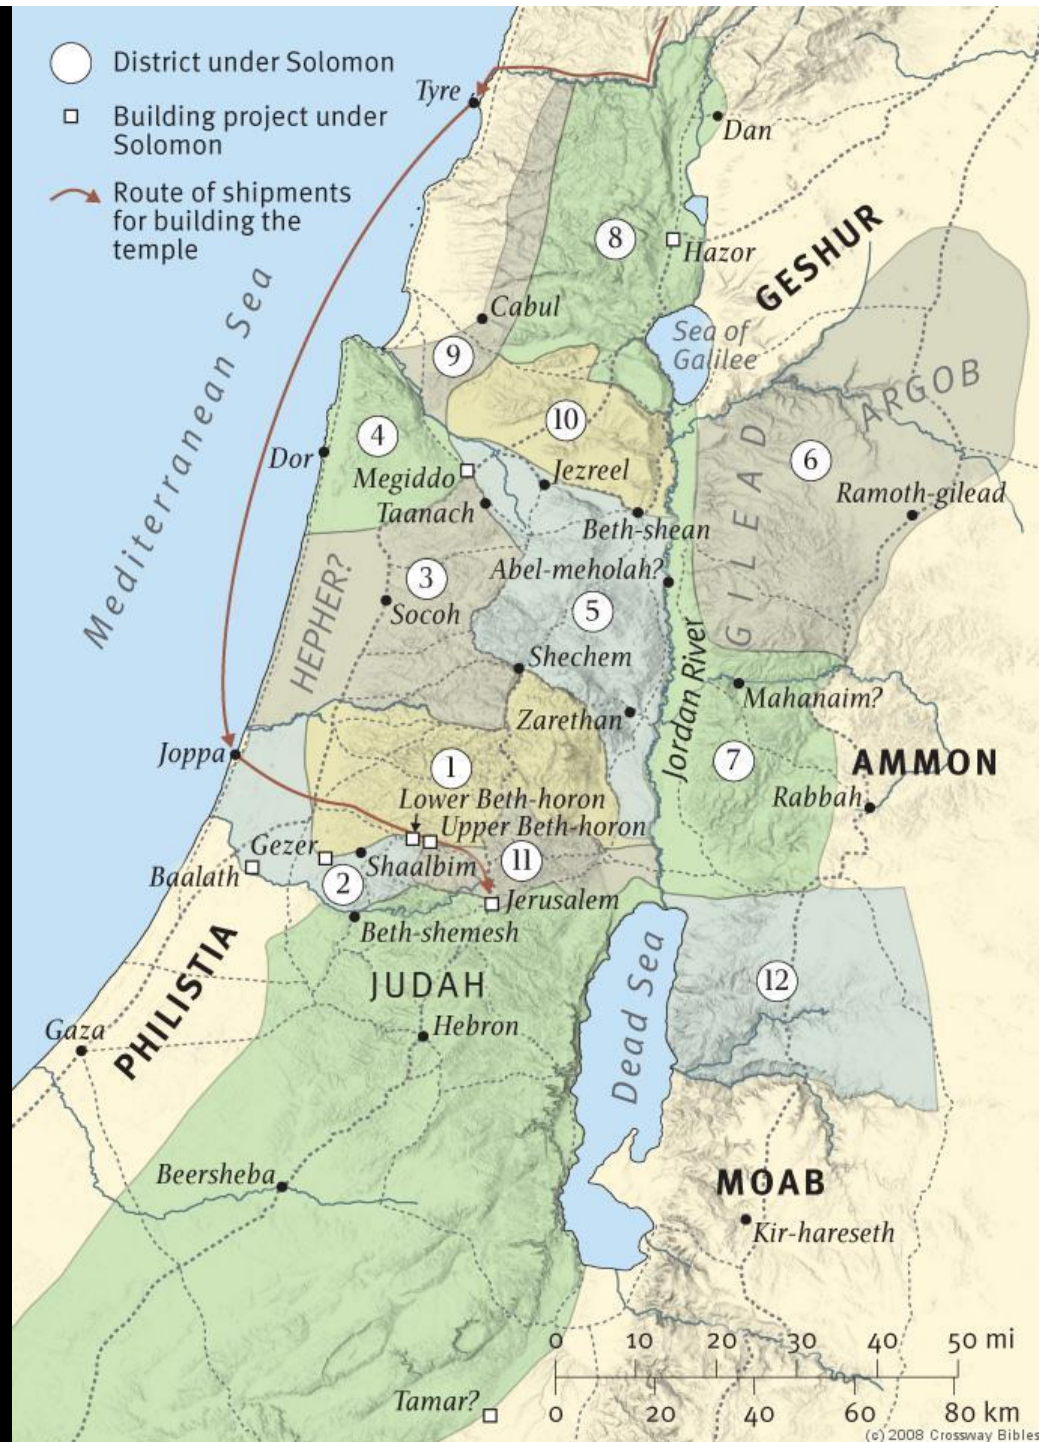 District under Solomon
Building project under
Solomon
Route of shipments
for building the
temple
Tyre
Dan
8
Hazor
GESHUR
Cabul
Sea of
Galilee
9
Mediterranean Sea
ARGOB
10
4
6
Dor
Megiddo
Jezreel
GILEAD
Ramoth-gilead
Taanach
Beth-shean
Abel-meholah?
3
HEPHER?
Socoh
5
Shechem
Jordan River
Mahanaim?
Zarethan
Joppa
1
7
AMMON
Lower Beth-horon
Rabbah
Upper Beth-horon
Gezer
11
Shaalbim
Baalath
2
Jerusalem
Beth-shemesh
PHILISTIA
JUDAH
Dead Sea
12
Gaza
Hebron
Beersheba
MOAB
Kir-hareseth
0 10 20 30 40 50 mi
Tamar?
0 20 40 60 80 km
(c) 2008 Crossway Bibles